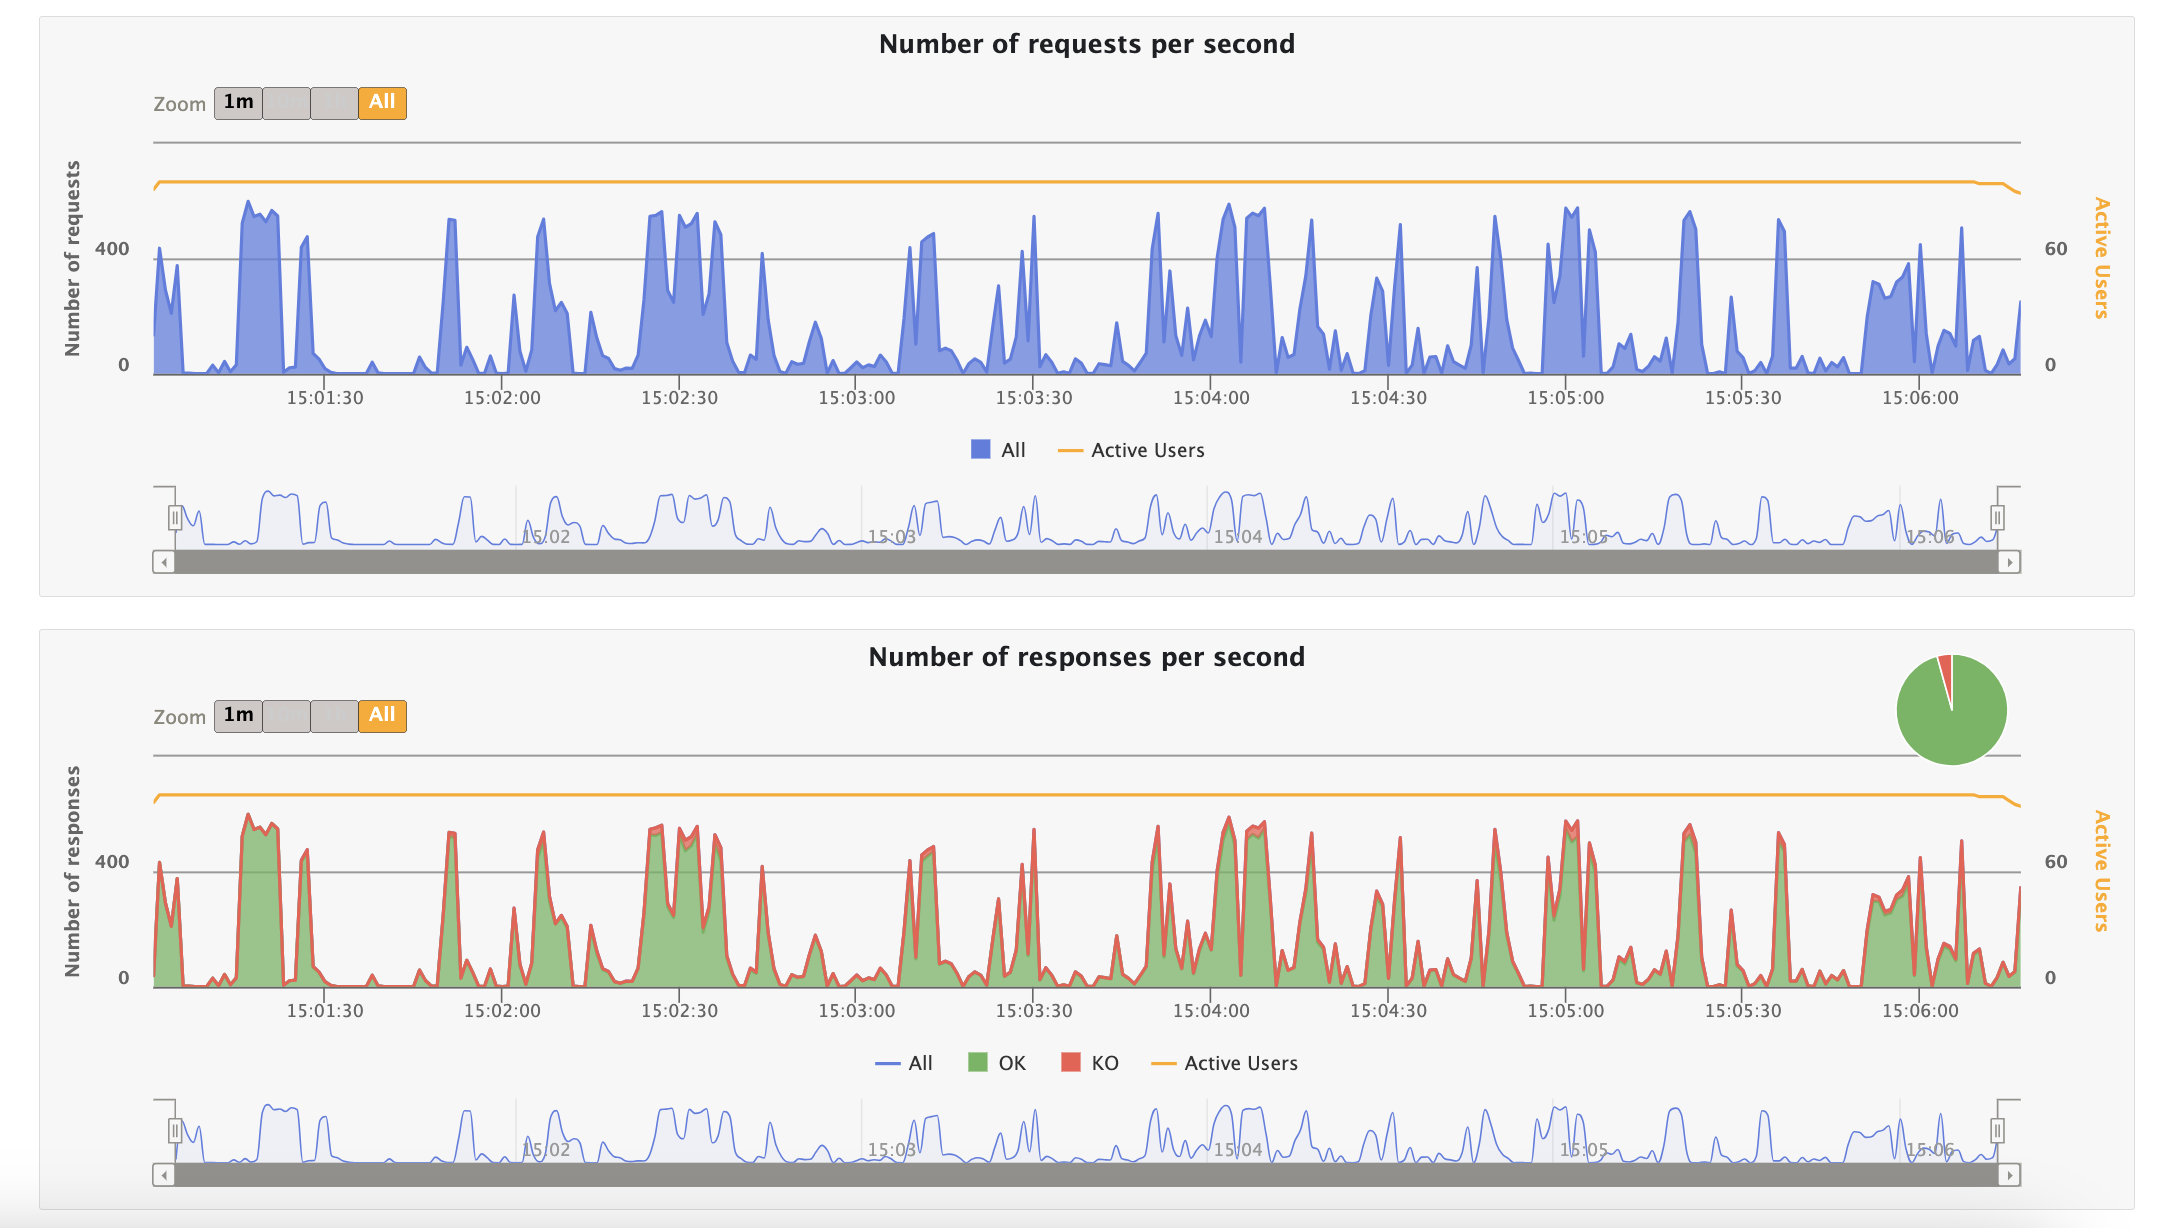 Number of requests per second
Zoom 1m All
Number of requests
400
0
60
0
Active Users
15:01:30 15:02:00 15:02:30 15:03:00 15:03:30 15:04:00 15:04:30 15:05:00 15:05:30 15:06:00
All Active Users
15:02 15:03 15:04 15:05 15:06
Number of responses per second
Zoom 1m All
Number of responses
400
0
60
0
Active Users
15:01:30 15:02:00 15:02:30 15:03:00 15:03:30 15:04:00 15:04:30 15:05:00 15:05:30 15:06:00
All OK KO Active Users
15:02 15:03 15:04 15:05 15:06